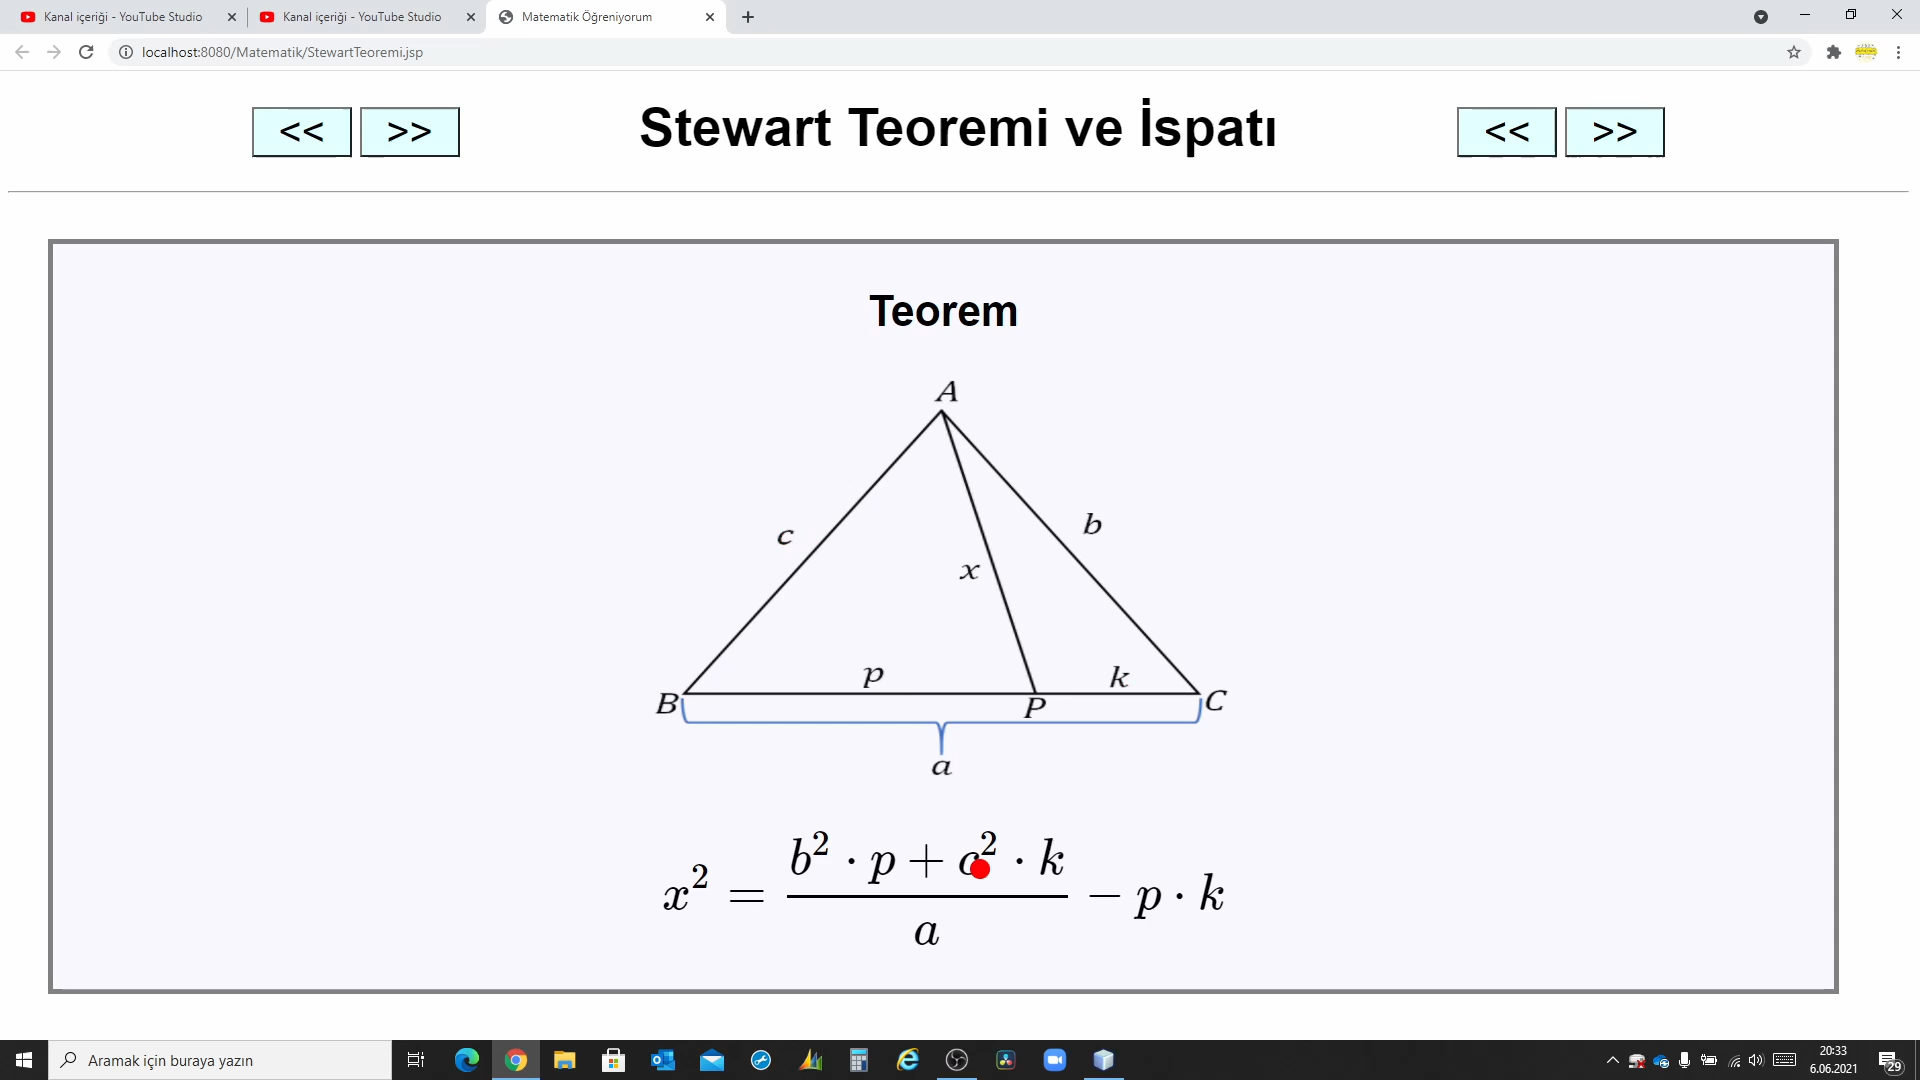 Kanal içeriği - YouTube Studio
Kanal içeriği - YouTube Studio
Matematik Öğreniyorum
localhost:8080/Matematik/StewartTeoremi.jsp
<< >>
Stewart Teoremi ve İspatı
<< >>
Teorem
A
c
b
x
p
k
B
P
C
a
x² = (b² · p + c² · k) / a − p · k
Aramak için buraya yazın
20:33
6.06.2021
29